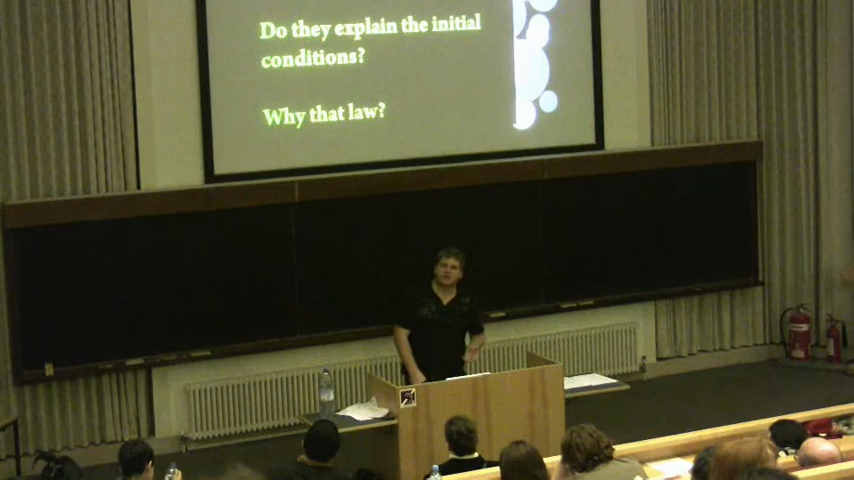 Do they explain the initial
conditions?
Why that law?